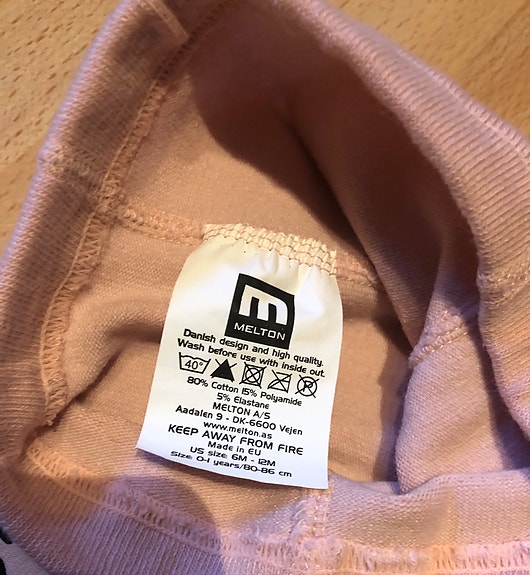 m
MELTON
Danish design and high quality.
Wash before use with inside out.
40° P
80% Cotton 15% Polyamide
5% Elastane
MELTON A/S
Aadalen 9 - DK-6600 Vejen
www.melton.as
KEEP AWAY FROM FIRE
Made in EU
US size: 6M - 12M
Size: 0-1 years/80-86 cm